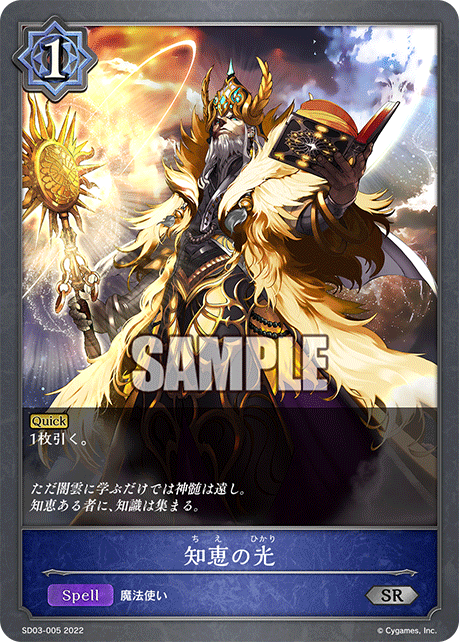 1
SAMPLE
Quick
1枚引く。
ただ闇雲に学ぶだけでは神髄は遠し。
知恵ある者に、知識は集まる。
ちえ ひかり
知恵の光
Spell 魔法使い
SR
SD03-005 2022
© Cygames, Inc.